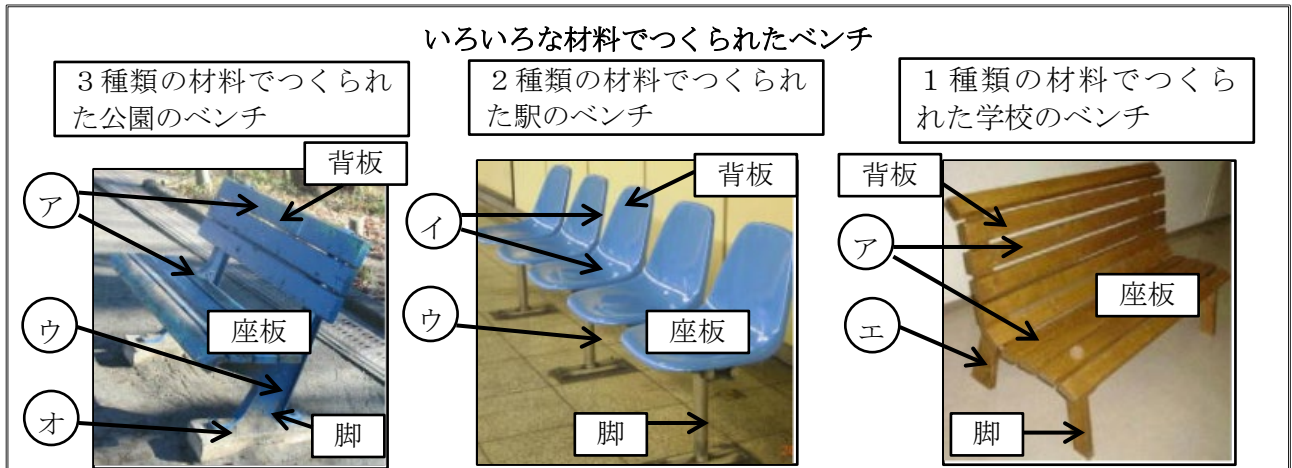 いろいろな材料でつくられたベンチ
３種類の材料でつくられ
た公園のベンチ
２種類の材料でつくられ
た駅のベンチ
１種類の材料でつくら
れた学校のベンチ
背板
ア
座板
ウ
オ
脚
背板
イ
ウ
座板
脚
背板
ア
座板
エ
脚